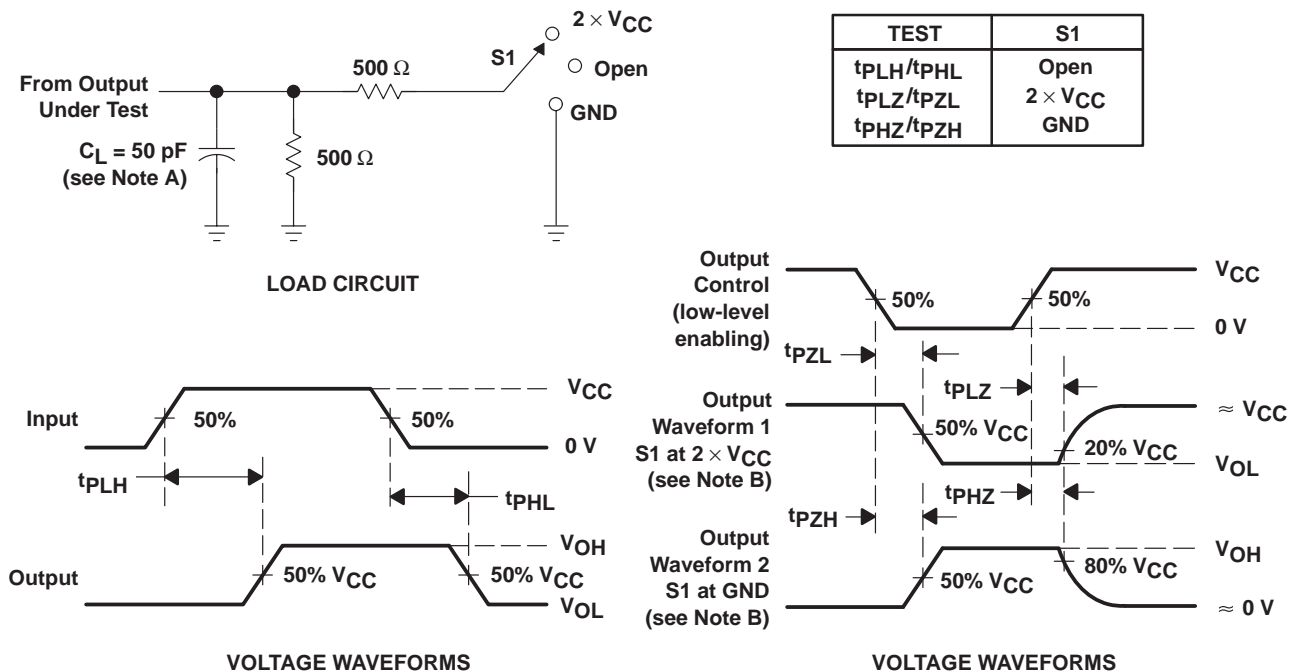 2 × VCC
S1
Open
GND
500 Ω
From Output
Under Test
CL = 50 pF
(see Note A)
500 Ω
LOAD CIRCUIT
TEST S1
tPLH/tPHL Open
tPLZ/tPZL 2 × VCC
tPHZ/tPZH GND
Input
50%
50%
VCC
0 V
tPLH
tPHL
Output
50% VCC
50% VCC
VOH
VOL
VOLTAGE WAVEFORMS
Output
Control
(low-level
enabling)
50%
50%
VCC
0 V
tPZL
tPLZ
Output
Waveform 1
S1 at 2 × VCC
(see Note B)
50% VCC
20% VCC
≈ VCC
VOL
tPHZ
tPZH
Output
Waveform 2
S1 at GND
(see Note B)
50% VCC
80% VCC
VOH
≈ 0 V
VOLTAGE WAVEFORMS